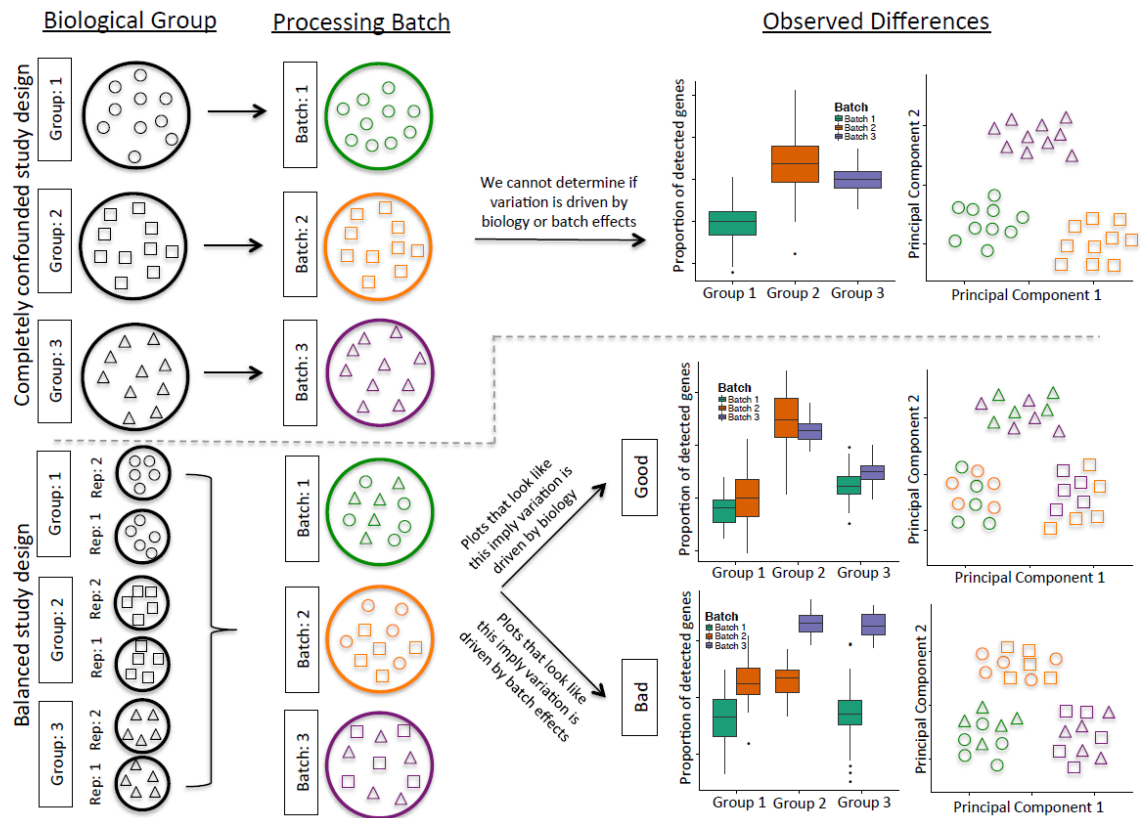 Biological Group
Processing Batch
Observed Differences
Completely confounded study design
Group: 1
Group: 2
Group: 3
Batch: 1
Batch: 2
Batch: 3
We cannot determine if
variation is driven by
biology or batch effects
Proportion of detected genes
Batch
Batch 1
Batch 2
Batch 3
Group 1 Group 2 Group 3
Principal Component 2
Principal Component 1
Balanced study design
Group: 1
Rep: 2
Rep: 1
Group: 2
Rep: 2
Rep: 1
Group: 3
Rep: 2
Rep: 1
Batch: 1
Batch: 2
Batch: 3
Plots that look like
this imply variation is
driven by biology
Good
Proportion of detected genes
Batch
Batch 1
Batch 2
Batch 3
Group 1 Group 2 Group 3
Principal Component 2
Principal Component 1
Plots that look like
this imply variation is
driven by batch effects
Bad
Proportion of detected genes
Batch
Batch 1
Batch 2
Batch 3
Group 1 Group 2 Group 3
Principal Component 2
Principal Component 1